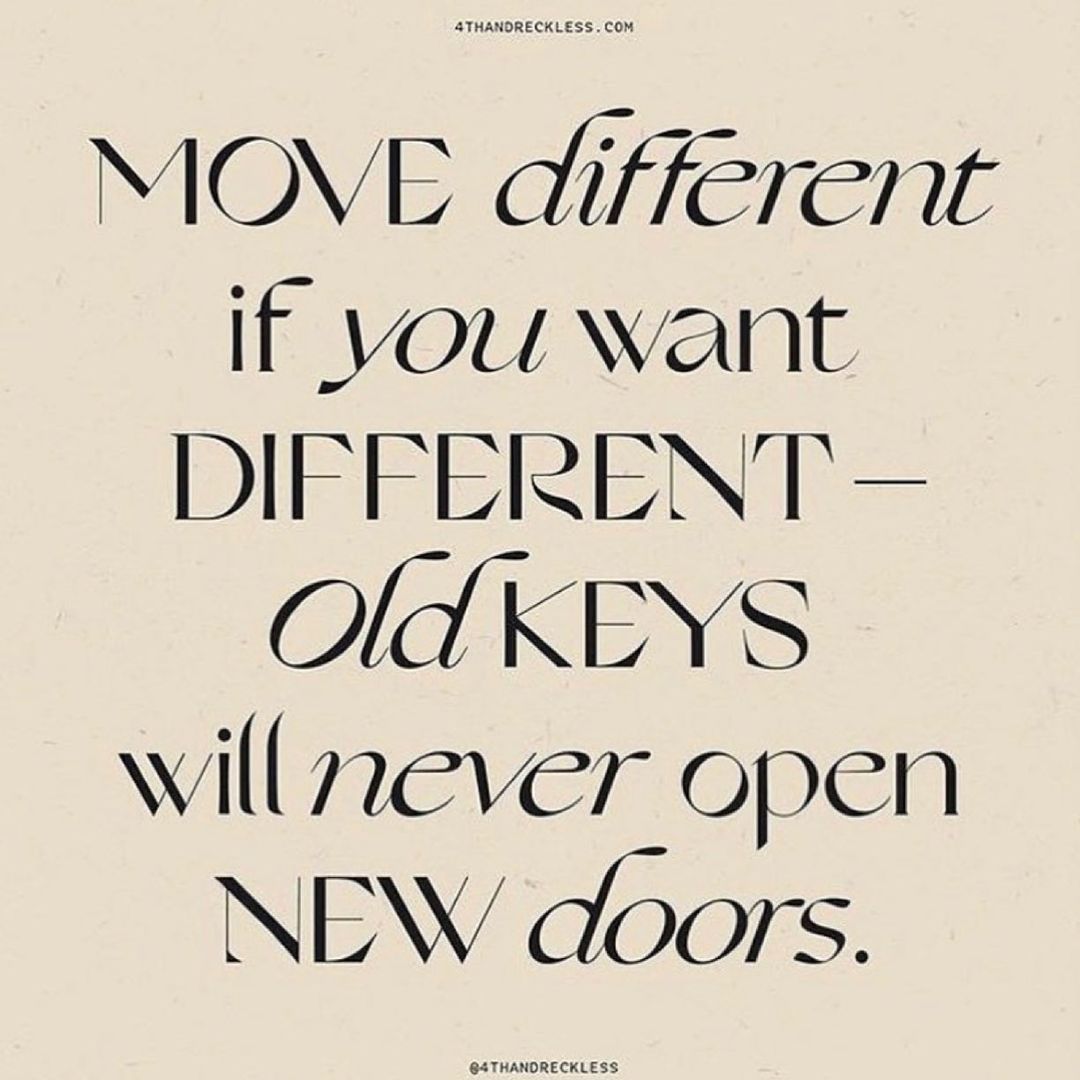 4THANDRECKLESS.COM
MOVE different
if you want
DIFFERENT –
Old KEYS
will never open
NEW doors.
@4THANDRECKLESS